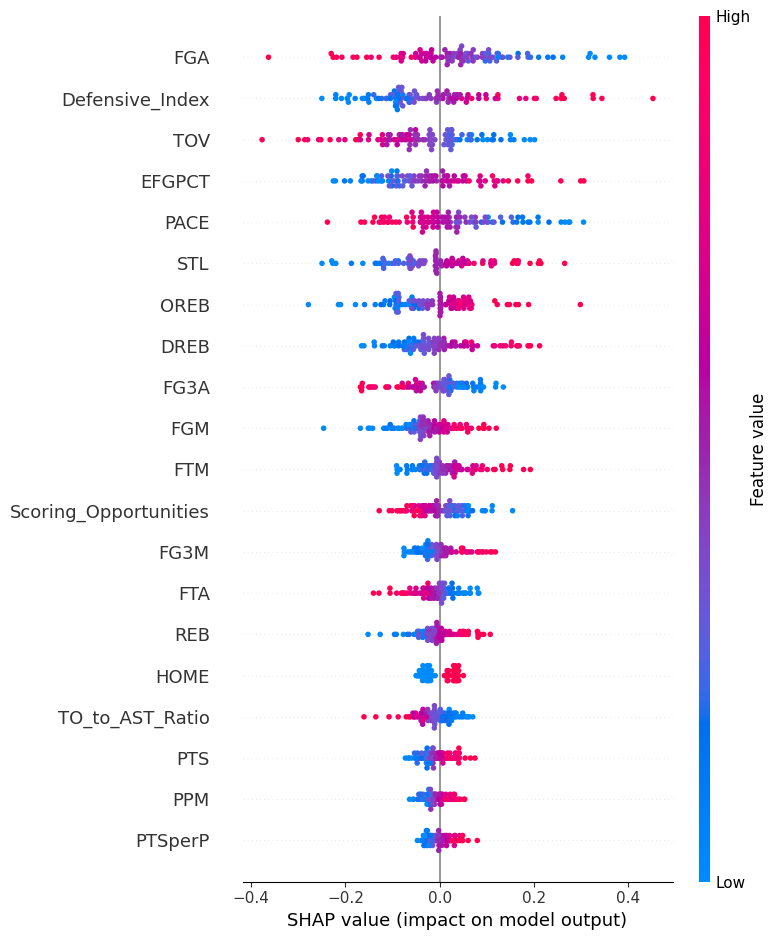 High
FGA
Defensive_Index
TOV
EFGPCT
PACE
STL
OREB
DREB
FG3A
FGM
FTM
Scoring_Opportunities
FG3M
FTA
REB
HOME
TO_to_AST_Ratio
PTS
PPM
PTSperP
Feature value
Low
−0.4 −0.2 0.0 0.2 0.4
SHAP value (impact on model output)